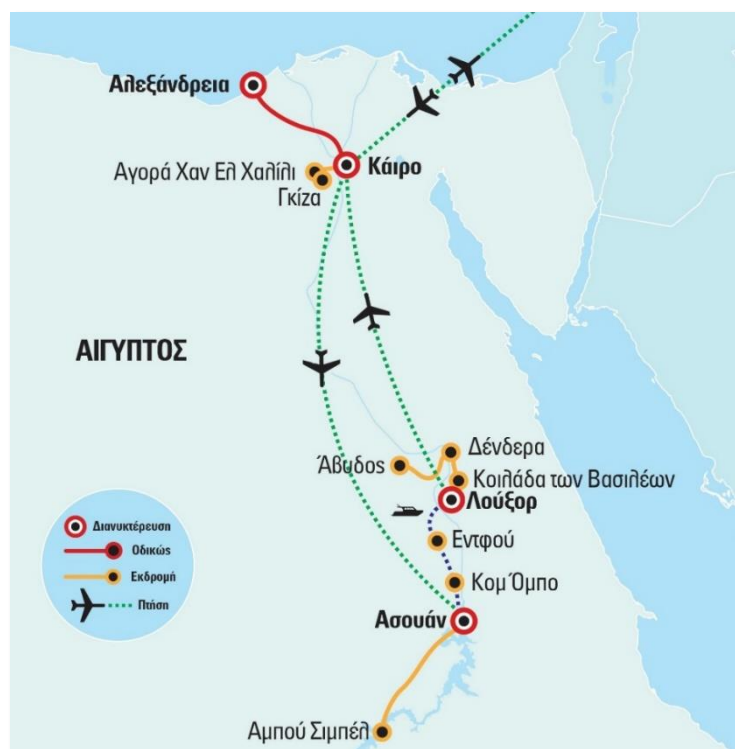 Αλεξάνδρεια
Κάιρο
Αγορά Χαν Ελ Χαλίλι
Γκίζα
ΑΙΓΥΠΤΟΣ
Δένδερα
Άβυδος
Κοιλάδα των Βασιλέων
Λούξορ
Εντφού
Κομ Όμπο
Ασουάν
Αμπού Σιμπέλ
Διανυκτέρευση
Οδικώς
Εκδρομή
Πτήση